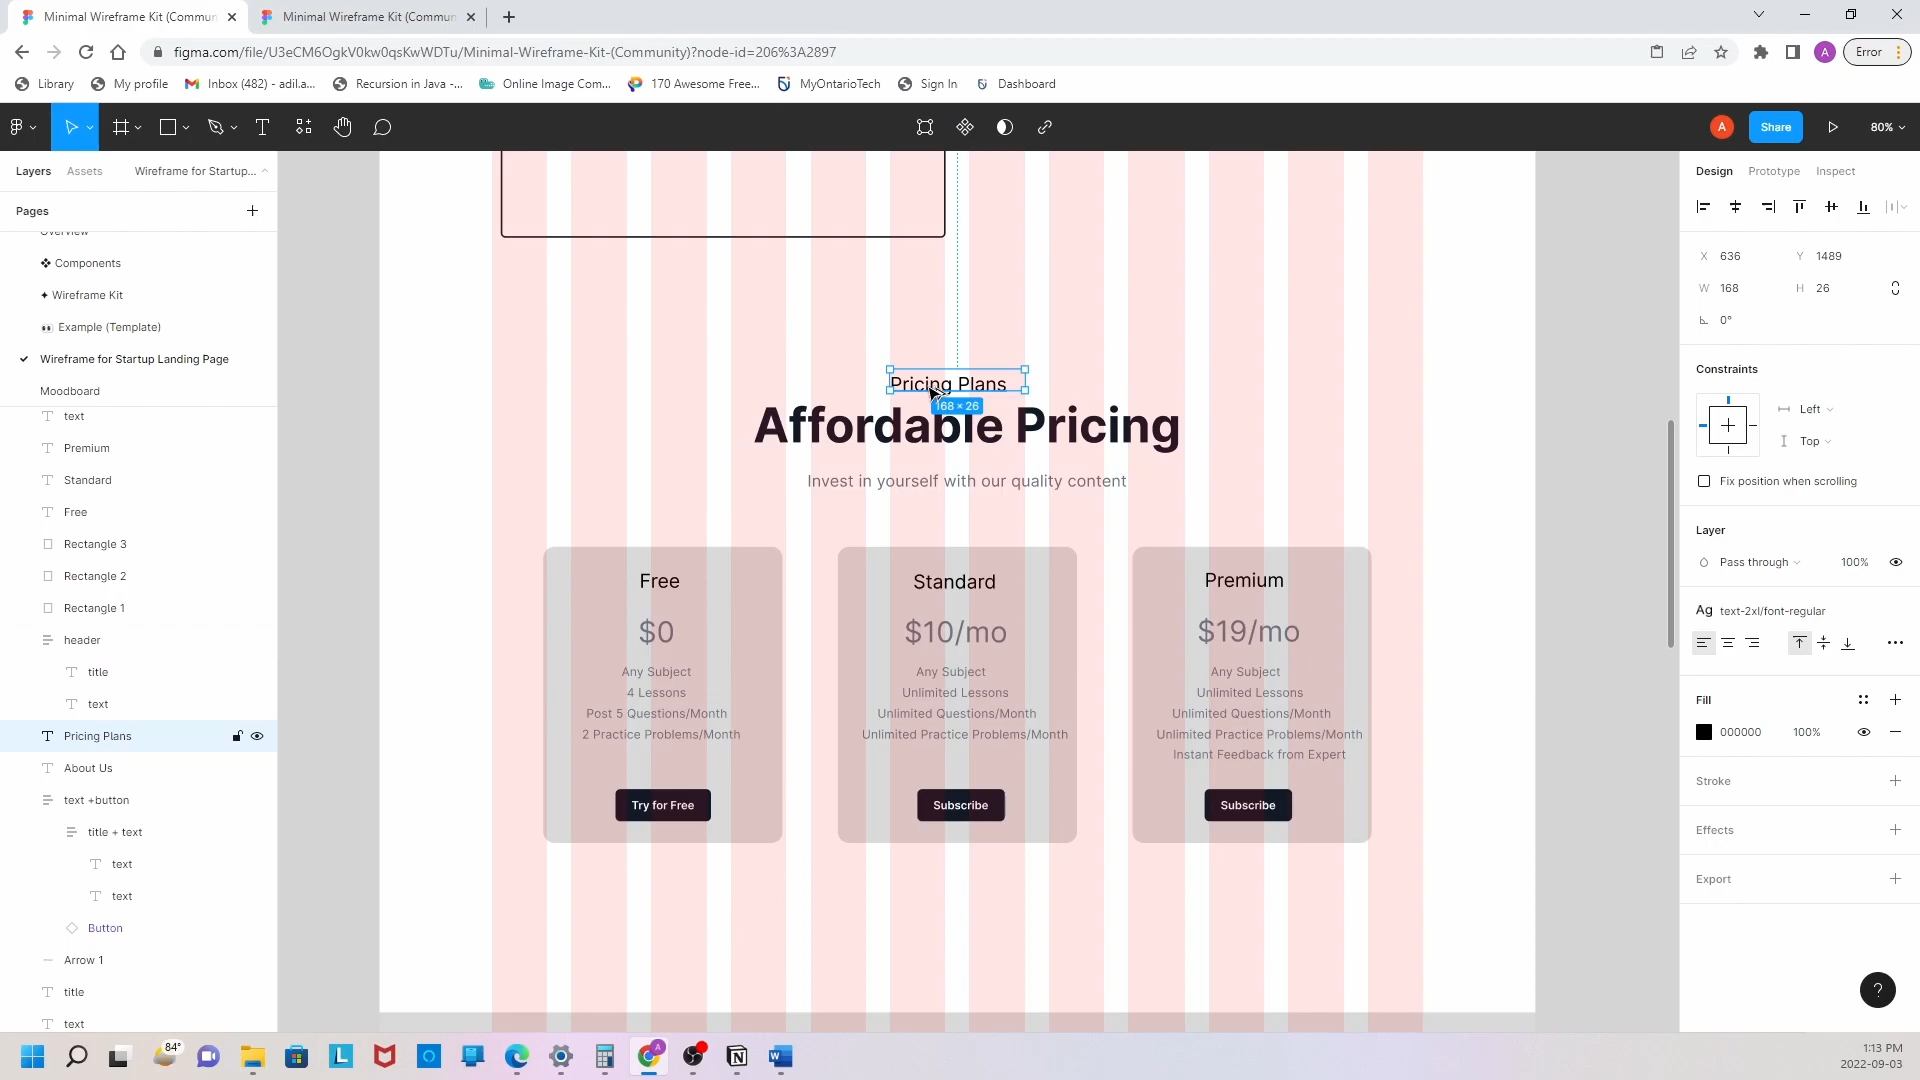 Minimal Wireframe Kit (Commun
Minimal Wireframe Kit (Commun
figma.com/file/U3eCM6OgkV0kw0qsKwWDTu/Minimal-Wireframe-Kit-(Community)?node-id=206%3A2897
A
Error
Library
My profile
Inbox (482) - adil.a...
Recursion in Java -...
Online Image Com...
170 Awesome Free...
MyOntarioTech
Sign In
Dashboard
A
Share
80%
Layers
Assets
Wireframe for Startup...
Design
Prototype
Inspect
Pages
Overview
Components
Wireframe Kit
Example (Template)
Wireframe for Startup Landing Page
Moodboard
text
Premium
Standard
Free
Rectangle 3
Rectangle 2
Rectangle 1
header
title
text
Pricing Plans
About Us
text +button
title + text
text
text
Button
Arrow 1
title
text
Pricing Plans
168 × 26
Affordable Pricing
Invest in yourself with our quality content
Free
$0
Any Subject
4 Lessons
Post 5 Questions/Month
2 Practice Problems/Month
Try for Free
Standard
$10/mo
Any Subject
Unlimited Lessons
Unlimited Questions/Month
Unlimited Practice Problems/Month
Subscribe
Premium
$19/mo
Any Subject
Unlimited Lessons
Unlimited Questions/Month
Unlimited Practice Problems/Month
Instant Feedback from Expert
Subscribe
X 636 Y 1489
W 168 H 26
0°
Constraints
Left
Top
Fix position when scrolling
Layer
Pass through 100%
Ag text-2xl/font-regular
Fill
000000 100%
Stroke
Effects
Export
?
84°
1:13 PM
2022-09-03